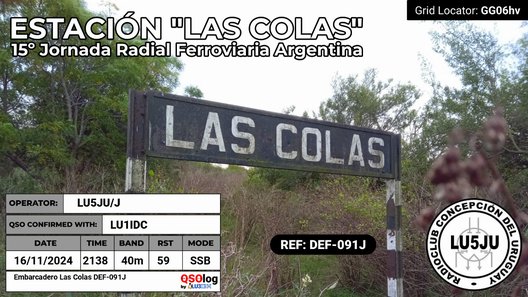 Grid Locator: GG06hv
ESTACIÓN "LAS COLAS"
15º Jornada Radial Ferroviaria Argentina
LAS COLAS
OPERATOR: LU5JU/J
QSO CONFIRMED WITH: LU1IDC
DATE TIME BAND RST MODE
16/11/2024 2138 40m 59 SSB
Embarcadero Las Colas DEF-091J
QSOlog
REF: DEF-091J
RADIOCLUB CONCEPCIÓN DEL URUGUAY
LU5JU